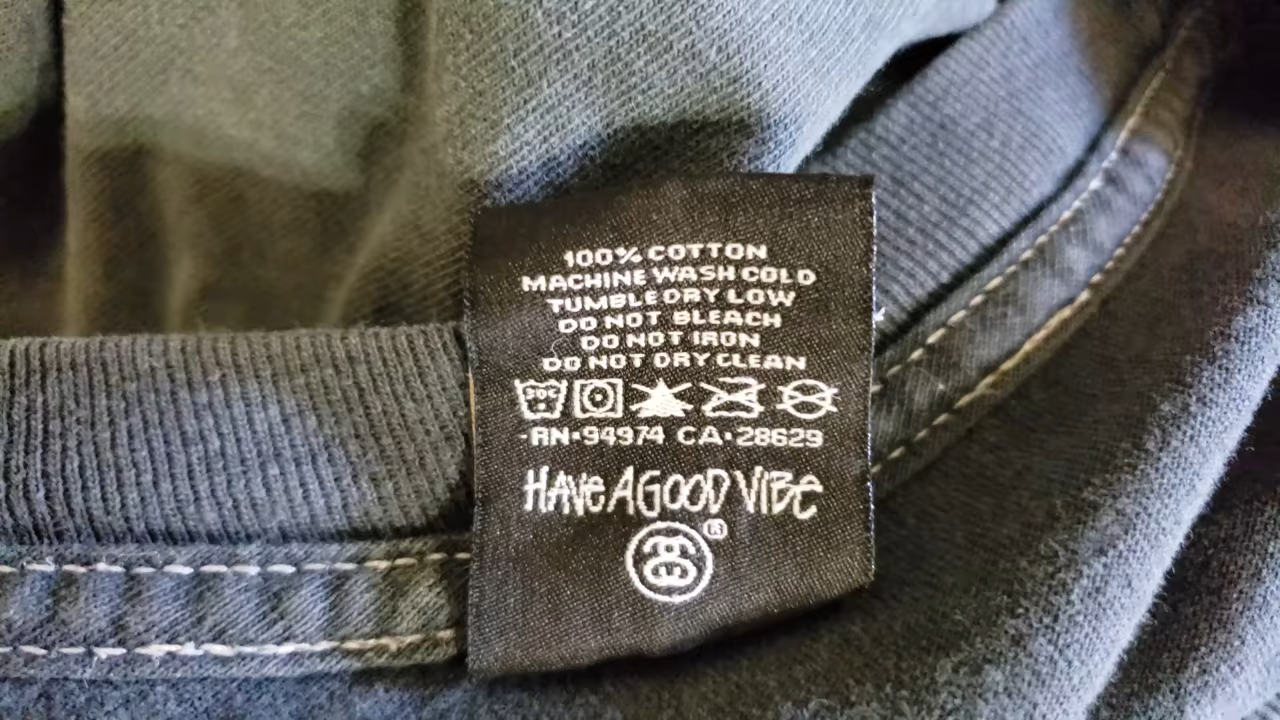 100% COTTON
MACHINE WASH COLD
TUMBLE DRY LOW
DO NOT BLEACH
DO NOT IRON
DO NOT DRY CLEAN
30C
RN·94974 CA·28629
HAVE A GOOD VIBE
®